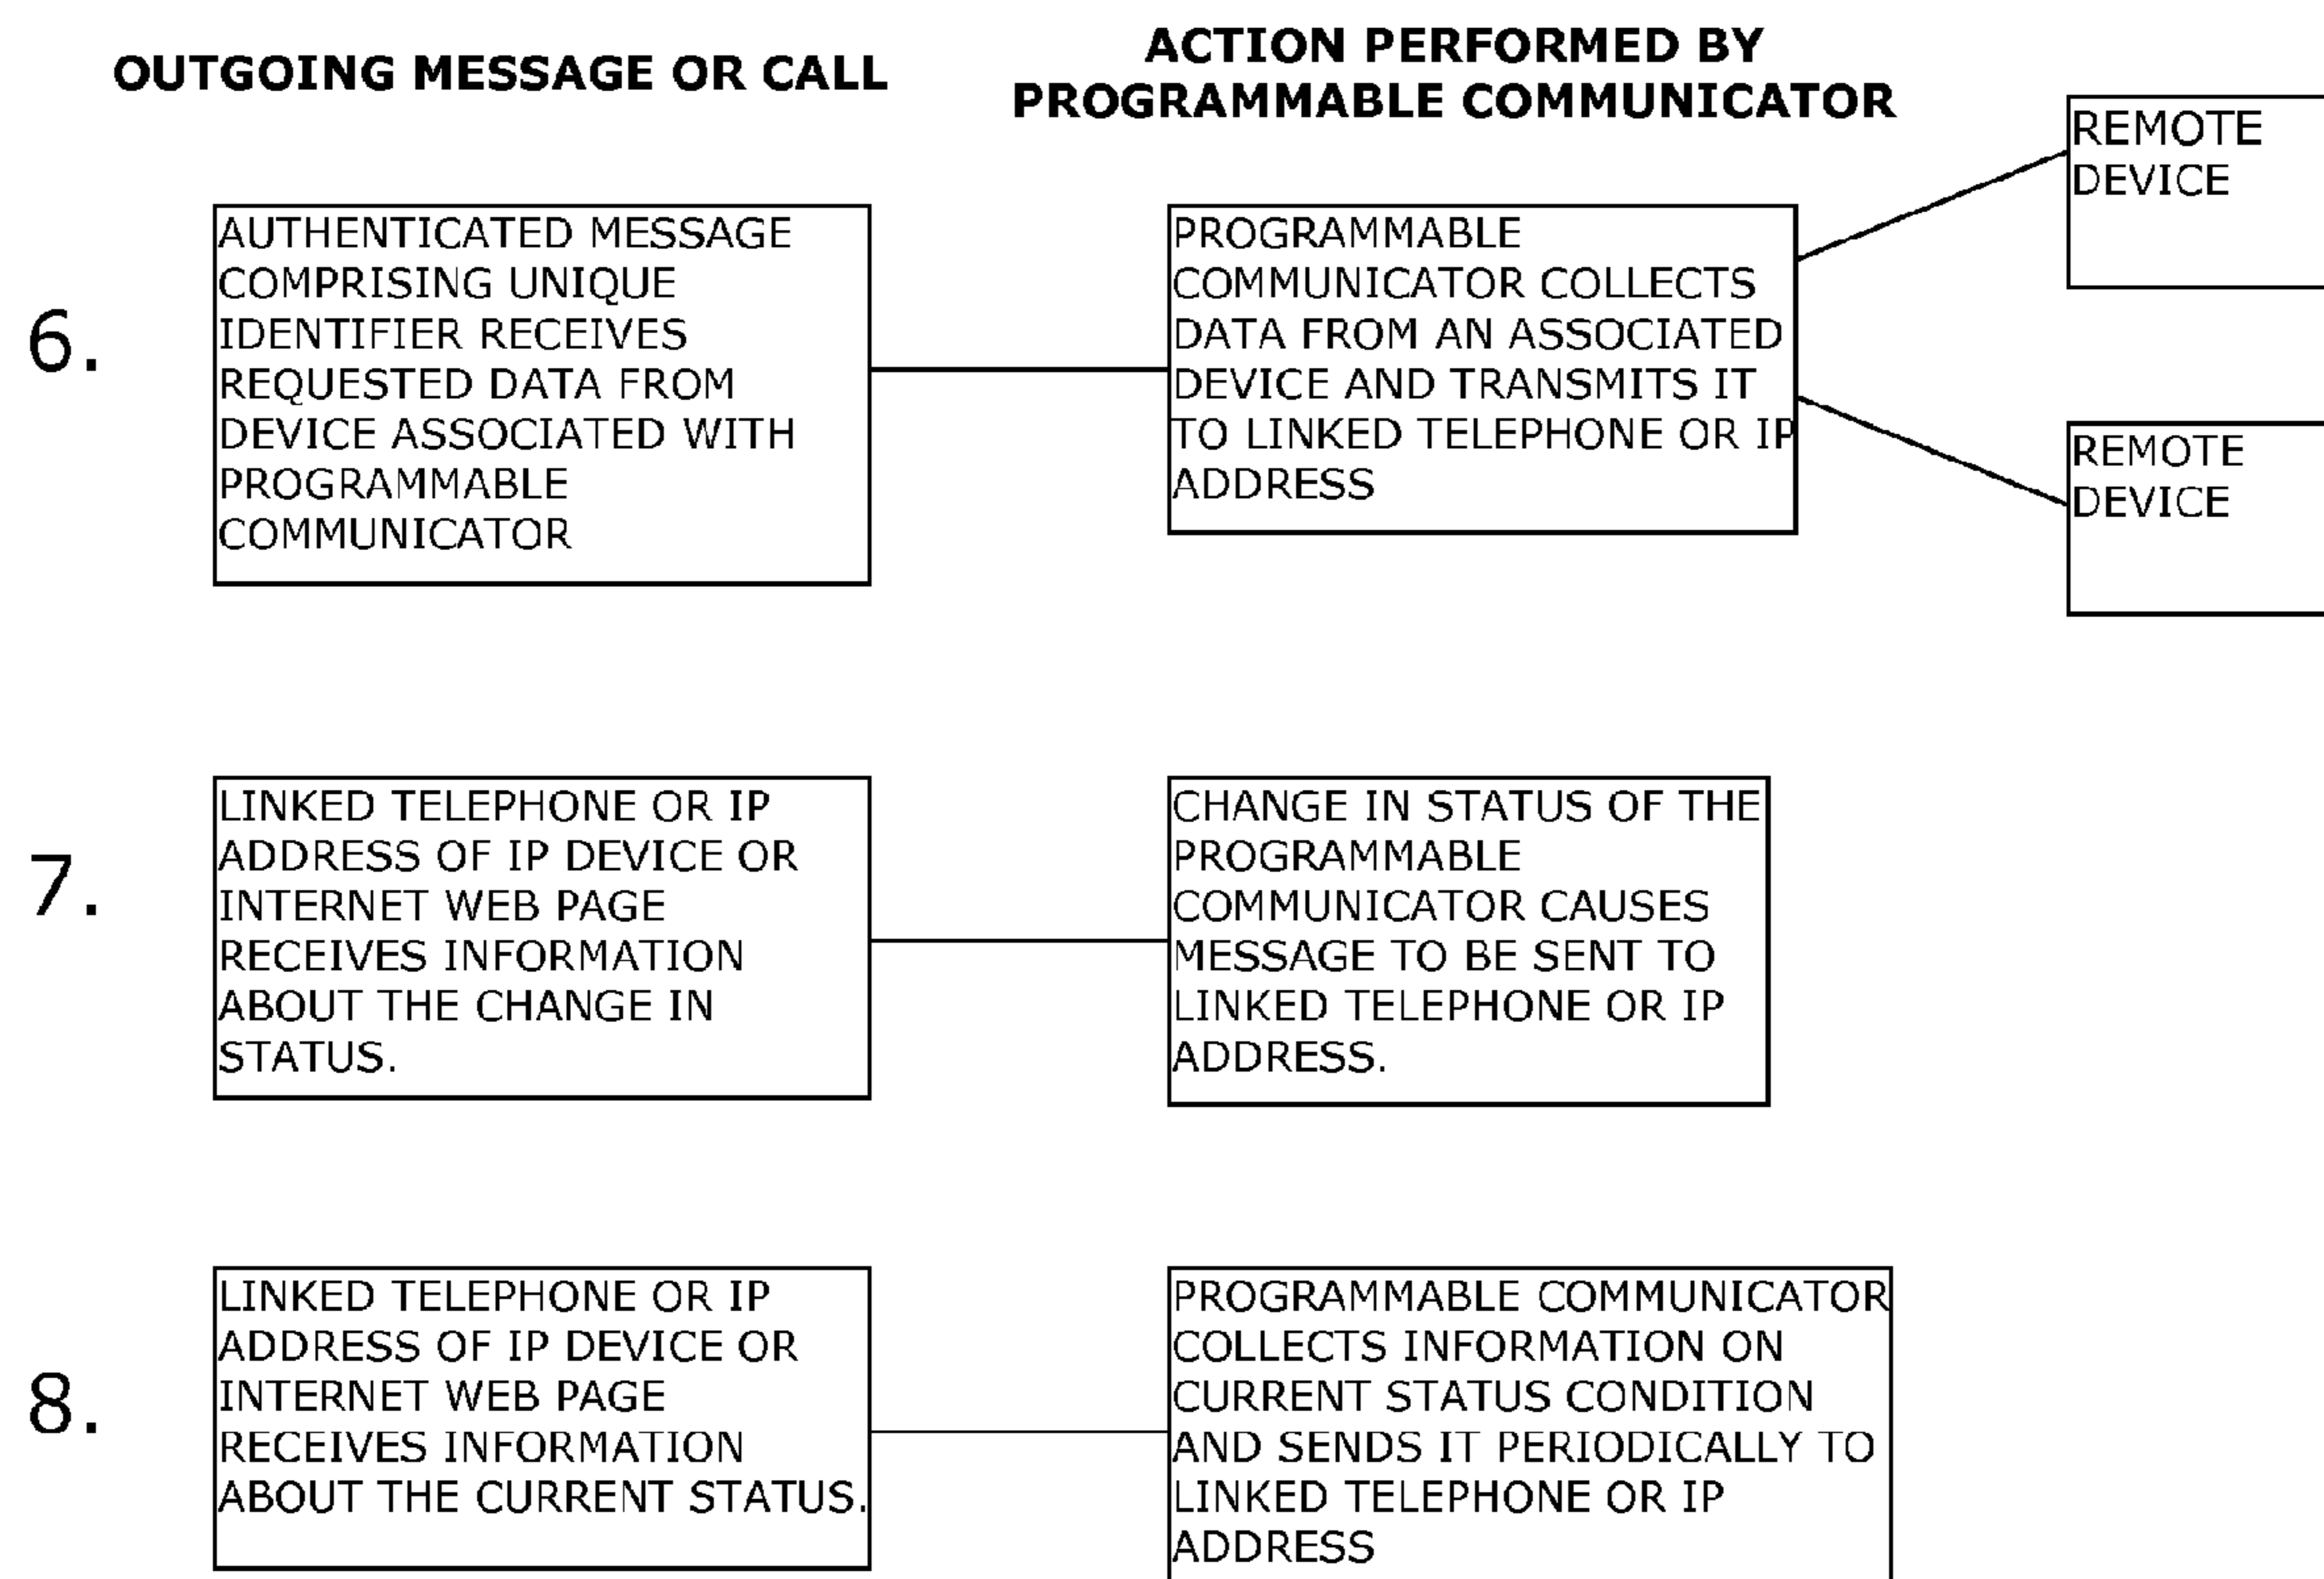 OUTGOING MESSAGE OR CALL
ACTION PERFORMED BY
PROGRAMMABLE COMMUNICATOR
6.
AUTHENTICATED MESSAGE
COMPRISING UNIQUE
IDENTIFIER RECEIVES
REQUESTED DATA FROM
DEVICE ASSOCIATED WITH
PROGRAMMABLE
COMMUNICATOR
PROGRAMMABLE
COMMUNICATOR COLLECTS
DATA FROM AN ASSOCIATED
DEVICE AND TRANSMITS IT
TO LINKED TELEPHONE OR IP
ADDRESS
REMOTE
DEVICE
REMOTE
DEVICE
7.
LINKED TELEPHONE OR IP
ADDRESS OF IP DEVICE OR
INTERNET WEB PAGE
RECEIVES INFORMATION
ABOUT THE CHANGE IN
STATUS.
CHANGE IN STATUS OF THE
PROGRAMMABLE
COMMUNICATOR CAUSES
MESSAGE TO BE SENT TO
LINKED TELEPHONE OR IP
ADDRESS.
8.
LINKED TELEPHONE OR IP
ADDRESS OF IP DEVICE OR
INTERNET WEB PAGE
RECEIVES INFORMATION
ABOUT THE CURRENT STATUS.
PROGRAMMABLE COMMUNICATOR
COLLECTS INFORMATION ON
CURRENT STATUS CONDITION
AND SENDS IT PERIODICALLY TO
LINKED TELEPHONE OR IP
ADDRESS